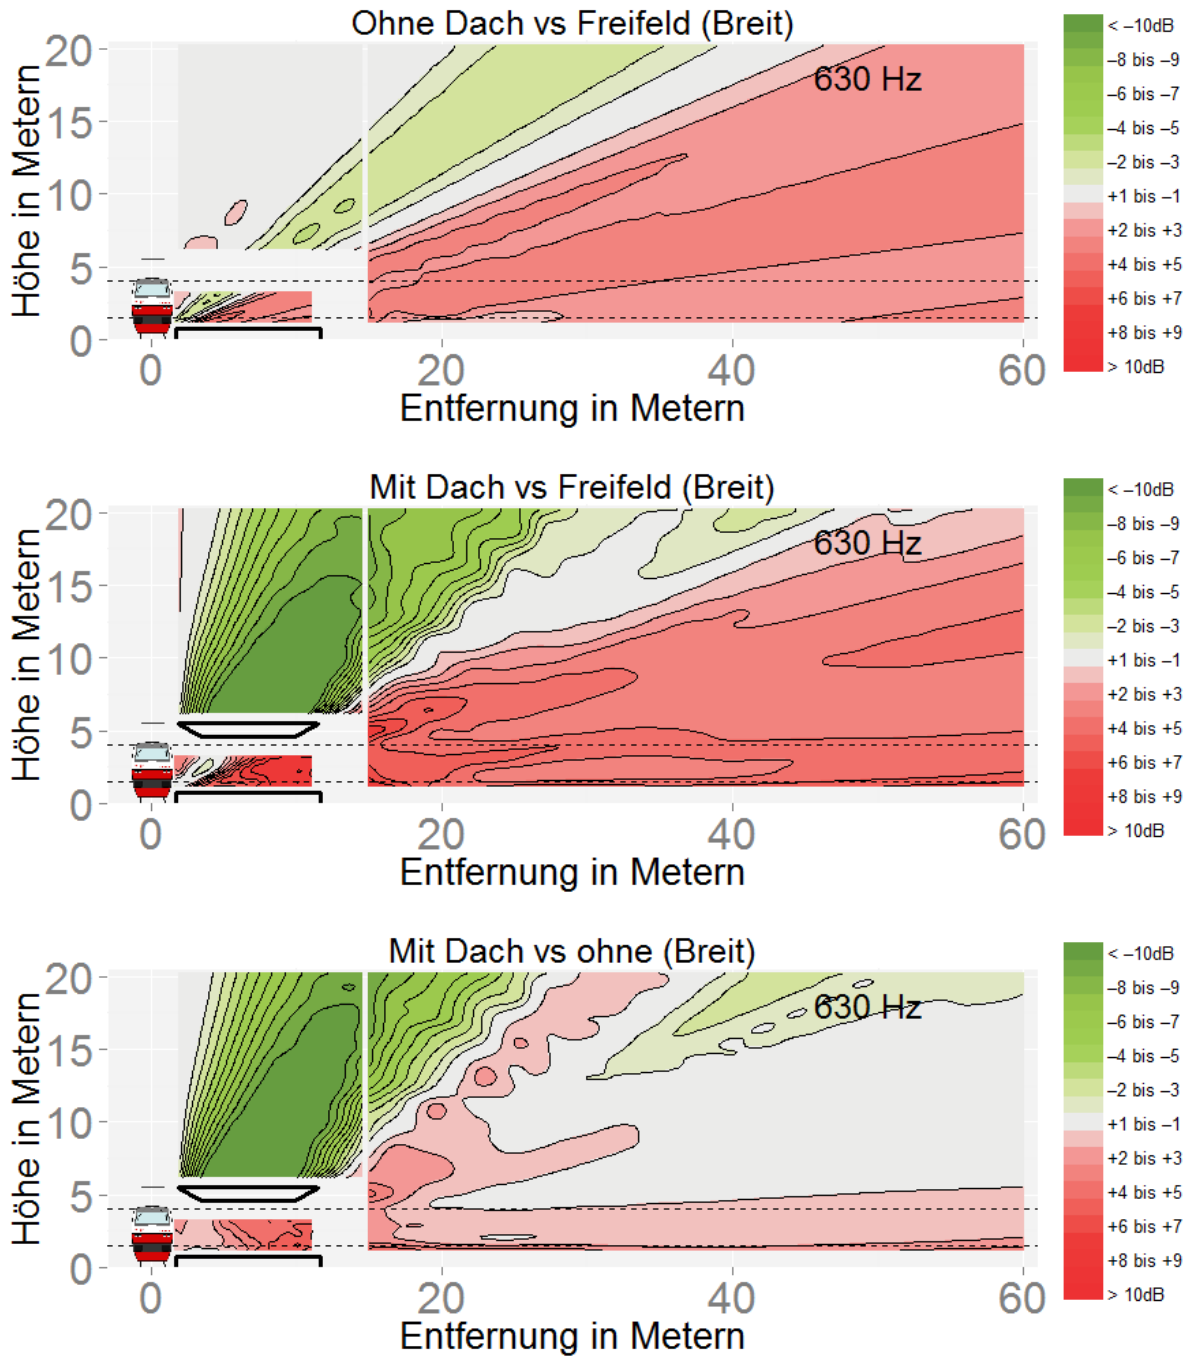 Ohne Dach vs Freifeld (Breit)
630 Hz
Höhe in Metern
20
15
10
5
0
0 20 40 60
Entfernung in Metern
< –10dB
–8 bis –9
–6 bis –7
–4 bis –5
–2 bis –3
+1 bis –1
+2 bis +3
+4 bis +5
+6 bis +7
+8 bis +9
> 10dB
Mit Dach vs Freifeld (Breit)
630 Hz
Höhe in Metern
20
15
10
5
0
0 20 40 60
Entfernung in Metern
< –10dB
–8 bis –9
–6 bis –7
–4 bis –5
–2 bis –3
+1 bis –1
+2 bis +3
+4 bis +5
+6 bis +7
+8 bis +9
> 10dB
Mit Dach vs ohne (Breit)
630 Hz
Höhe in Metern
20
15
10
5
0
0 20 40 60
Entfernung in Metern
< –10dB
–8 bis –9
–6 bis –7
–4 bis –5
–2 bis –3
+1 bis –1
+2 bis +3
+4 bis +5
+6 bis +7
+8 bis +9
> 10dB